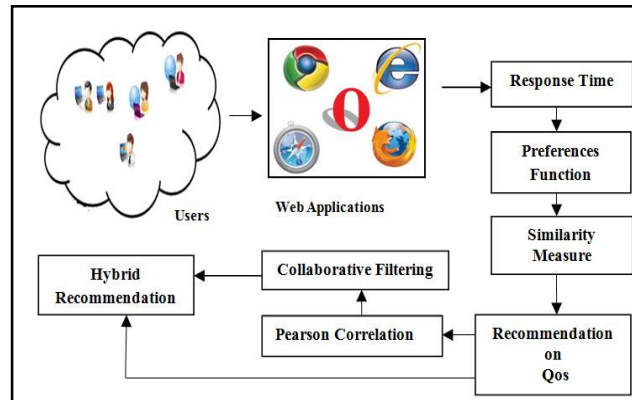 Users
Web Applications
Response Time
Preferences
Function
Similarity
Measure
Recommendation
on
Qos
Pearson Correlation
Collaborative Filtering
Hybrid
Recommendation